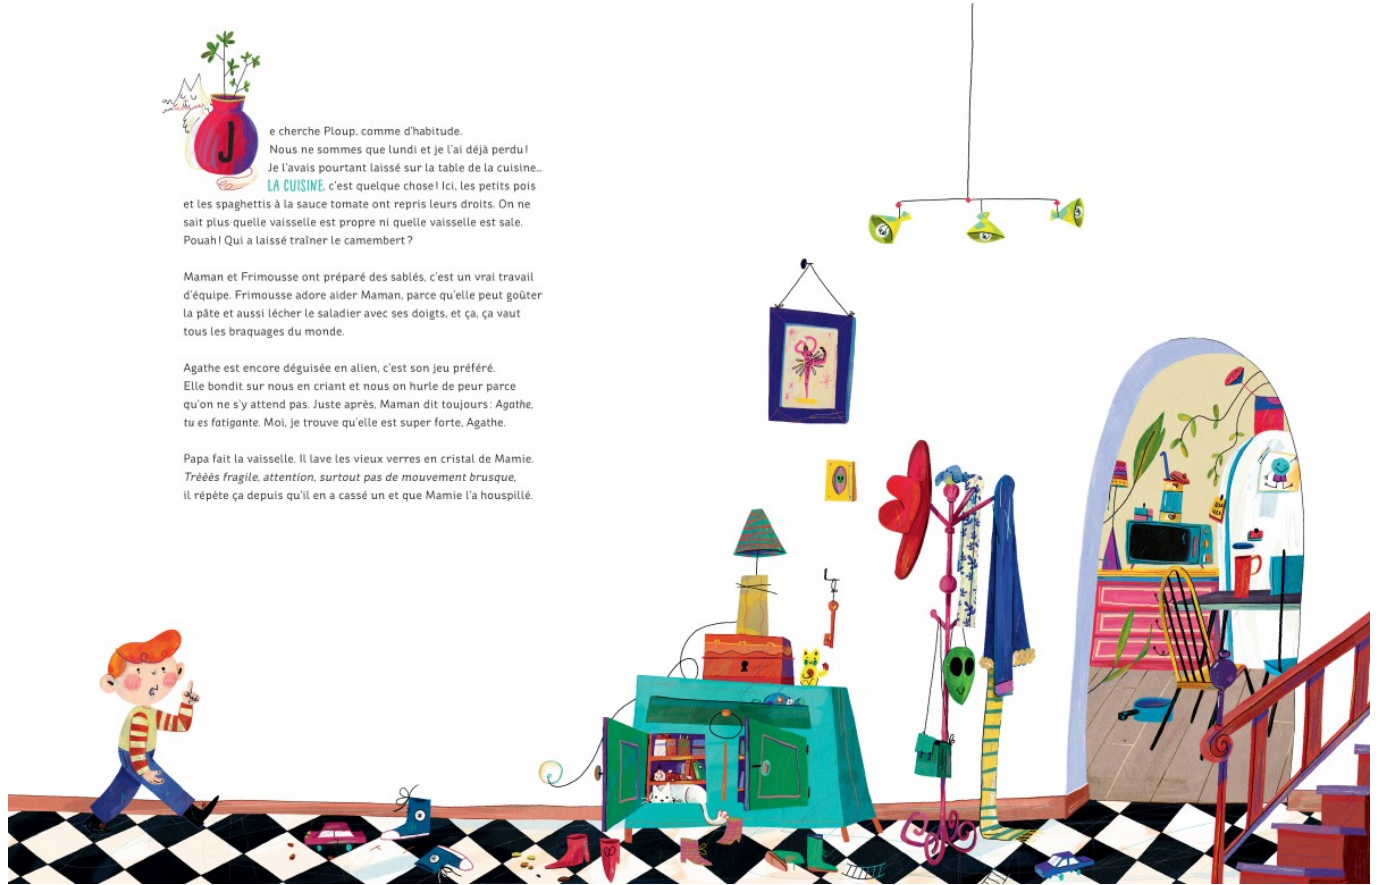 Je cherche Ploup, comme d'habitude.
Nous ne sommes que lundi et je l'ai déjà perdu !
Je l'avais pourtant laissé sur la table de la cuisine…
LA CUISINE, c'est quelque chose ! Ici, les petits pois
et les spaghettis à la sauce tomate ont repris leurs droits. On ne
sait plus quelle vaisselle est propre ni quelle vaisselle est sale.
Pouah ! Qui a laissé traîner le camembert ?
Maman et Frimousse ont préparé des sablés, c'est un vrai travail
d'équipe. Frimousse adore aider Maman, parce qu'elle peut goûter
la pâte et aussi lécher le saladier avec ses doigts, et ça, ça vaut
tous les braquages du monde.
Agathe est encore déguisée en alien, c'est son jeu préféré.
Elle bondit sur nous en criant et nous on hurle de peur parce
qu'on ne s'y attend pas. Juste après, Maman dit toujours : Agathe,
tu es fatigante. Moi, je trouve qu'elle est super forte, Agathe.
Papa fait la vaisselle. Il lave les vieux verres en cristal de Mamie.
Trèèès fragile, attention, surtout pas de mouvement brusque,
il répète ça depuis qu'il en a cassé un et que Mamie l'a houspillé.